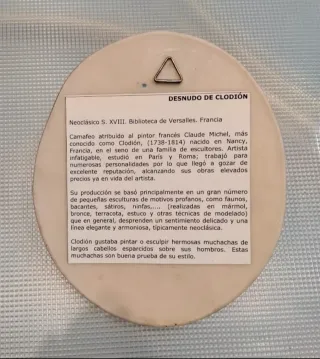 DESNUDO DE CLODIÓN
Neoclásico S. XVIII. Biblioteca de Versalles. Francia
Camafeo atribuido al pintor francés Claude Michel, más
conocido como Clodión, (1738-1814) nacido en Nancy,
Francia, en el seno de una familia de escultores. Artista
infatigable, estudió en París y Roma; trabajó para
numerosas personalidades por lo que llegó a gozar de
excelente reputación, alcanzando sus obras elevados
precios ya en vida del artista.
Su producción se basó principalmente en un gran número
de pequeñas esculturas de motivos profanos, como faunos,
bacantes, sátiros, ninfas,.... (realizadas en mármol,
bronce, terracota, estuco y otras técnicas de modelado)
que en general, desprenden un sentimiento delicado y una
línea elegante y armoniosa, típicamente neoclásica.
Clodión gustaba pintar o esculpir hermosas muchachas de
largos cabellos esparcidos sobre sus hombros. Estas
muchachas son buena prueba de su estilo.